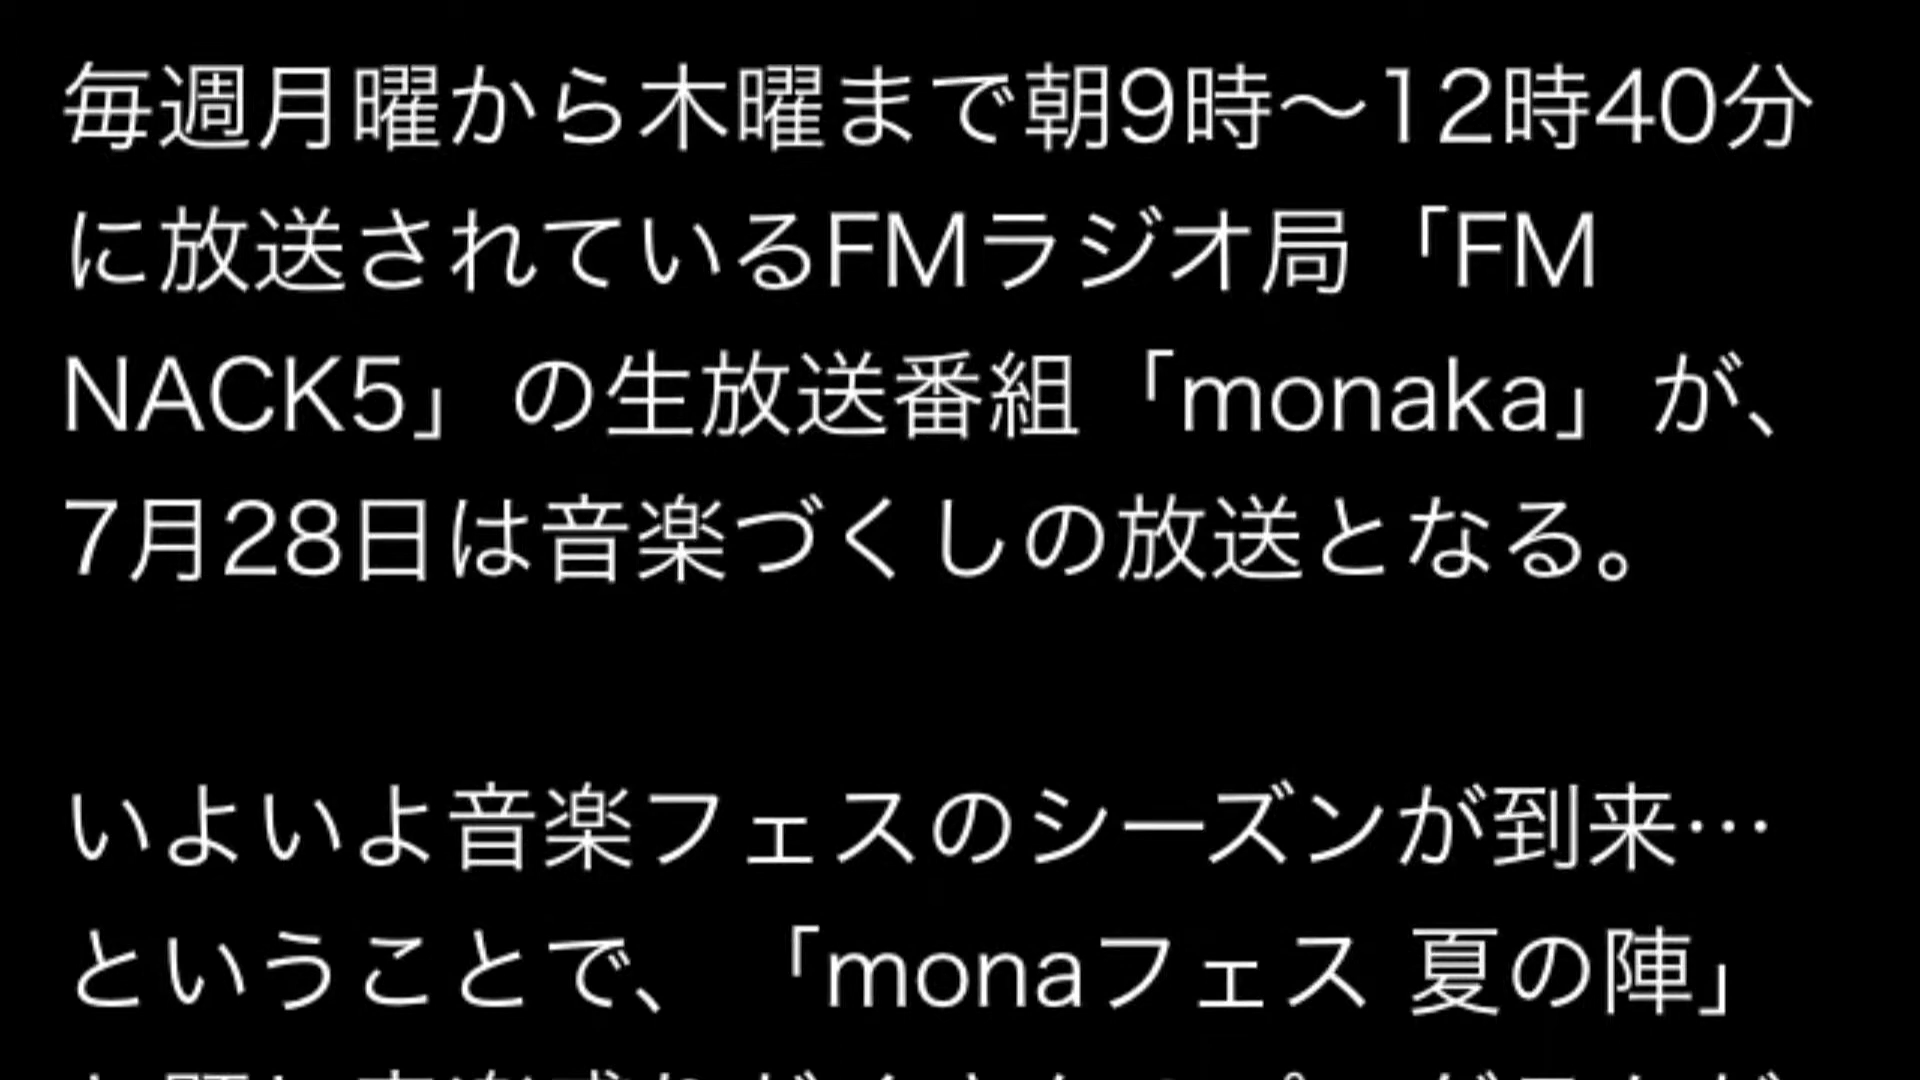 毎週月曜から木曜まで朝9時〜12時40分
に放送されているFMラジオ局「FM
NACK5」の生放送番組「monaka」が、
7月28日は音楽づくしの放送となる。
いよいよ音楽フェスのシーズンが到来…
ということで、「monaフェス 夏の陣」